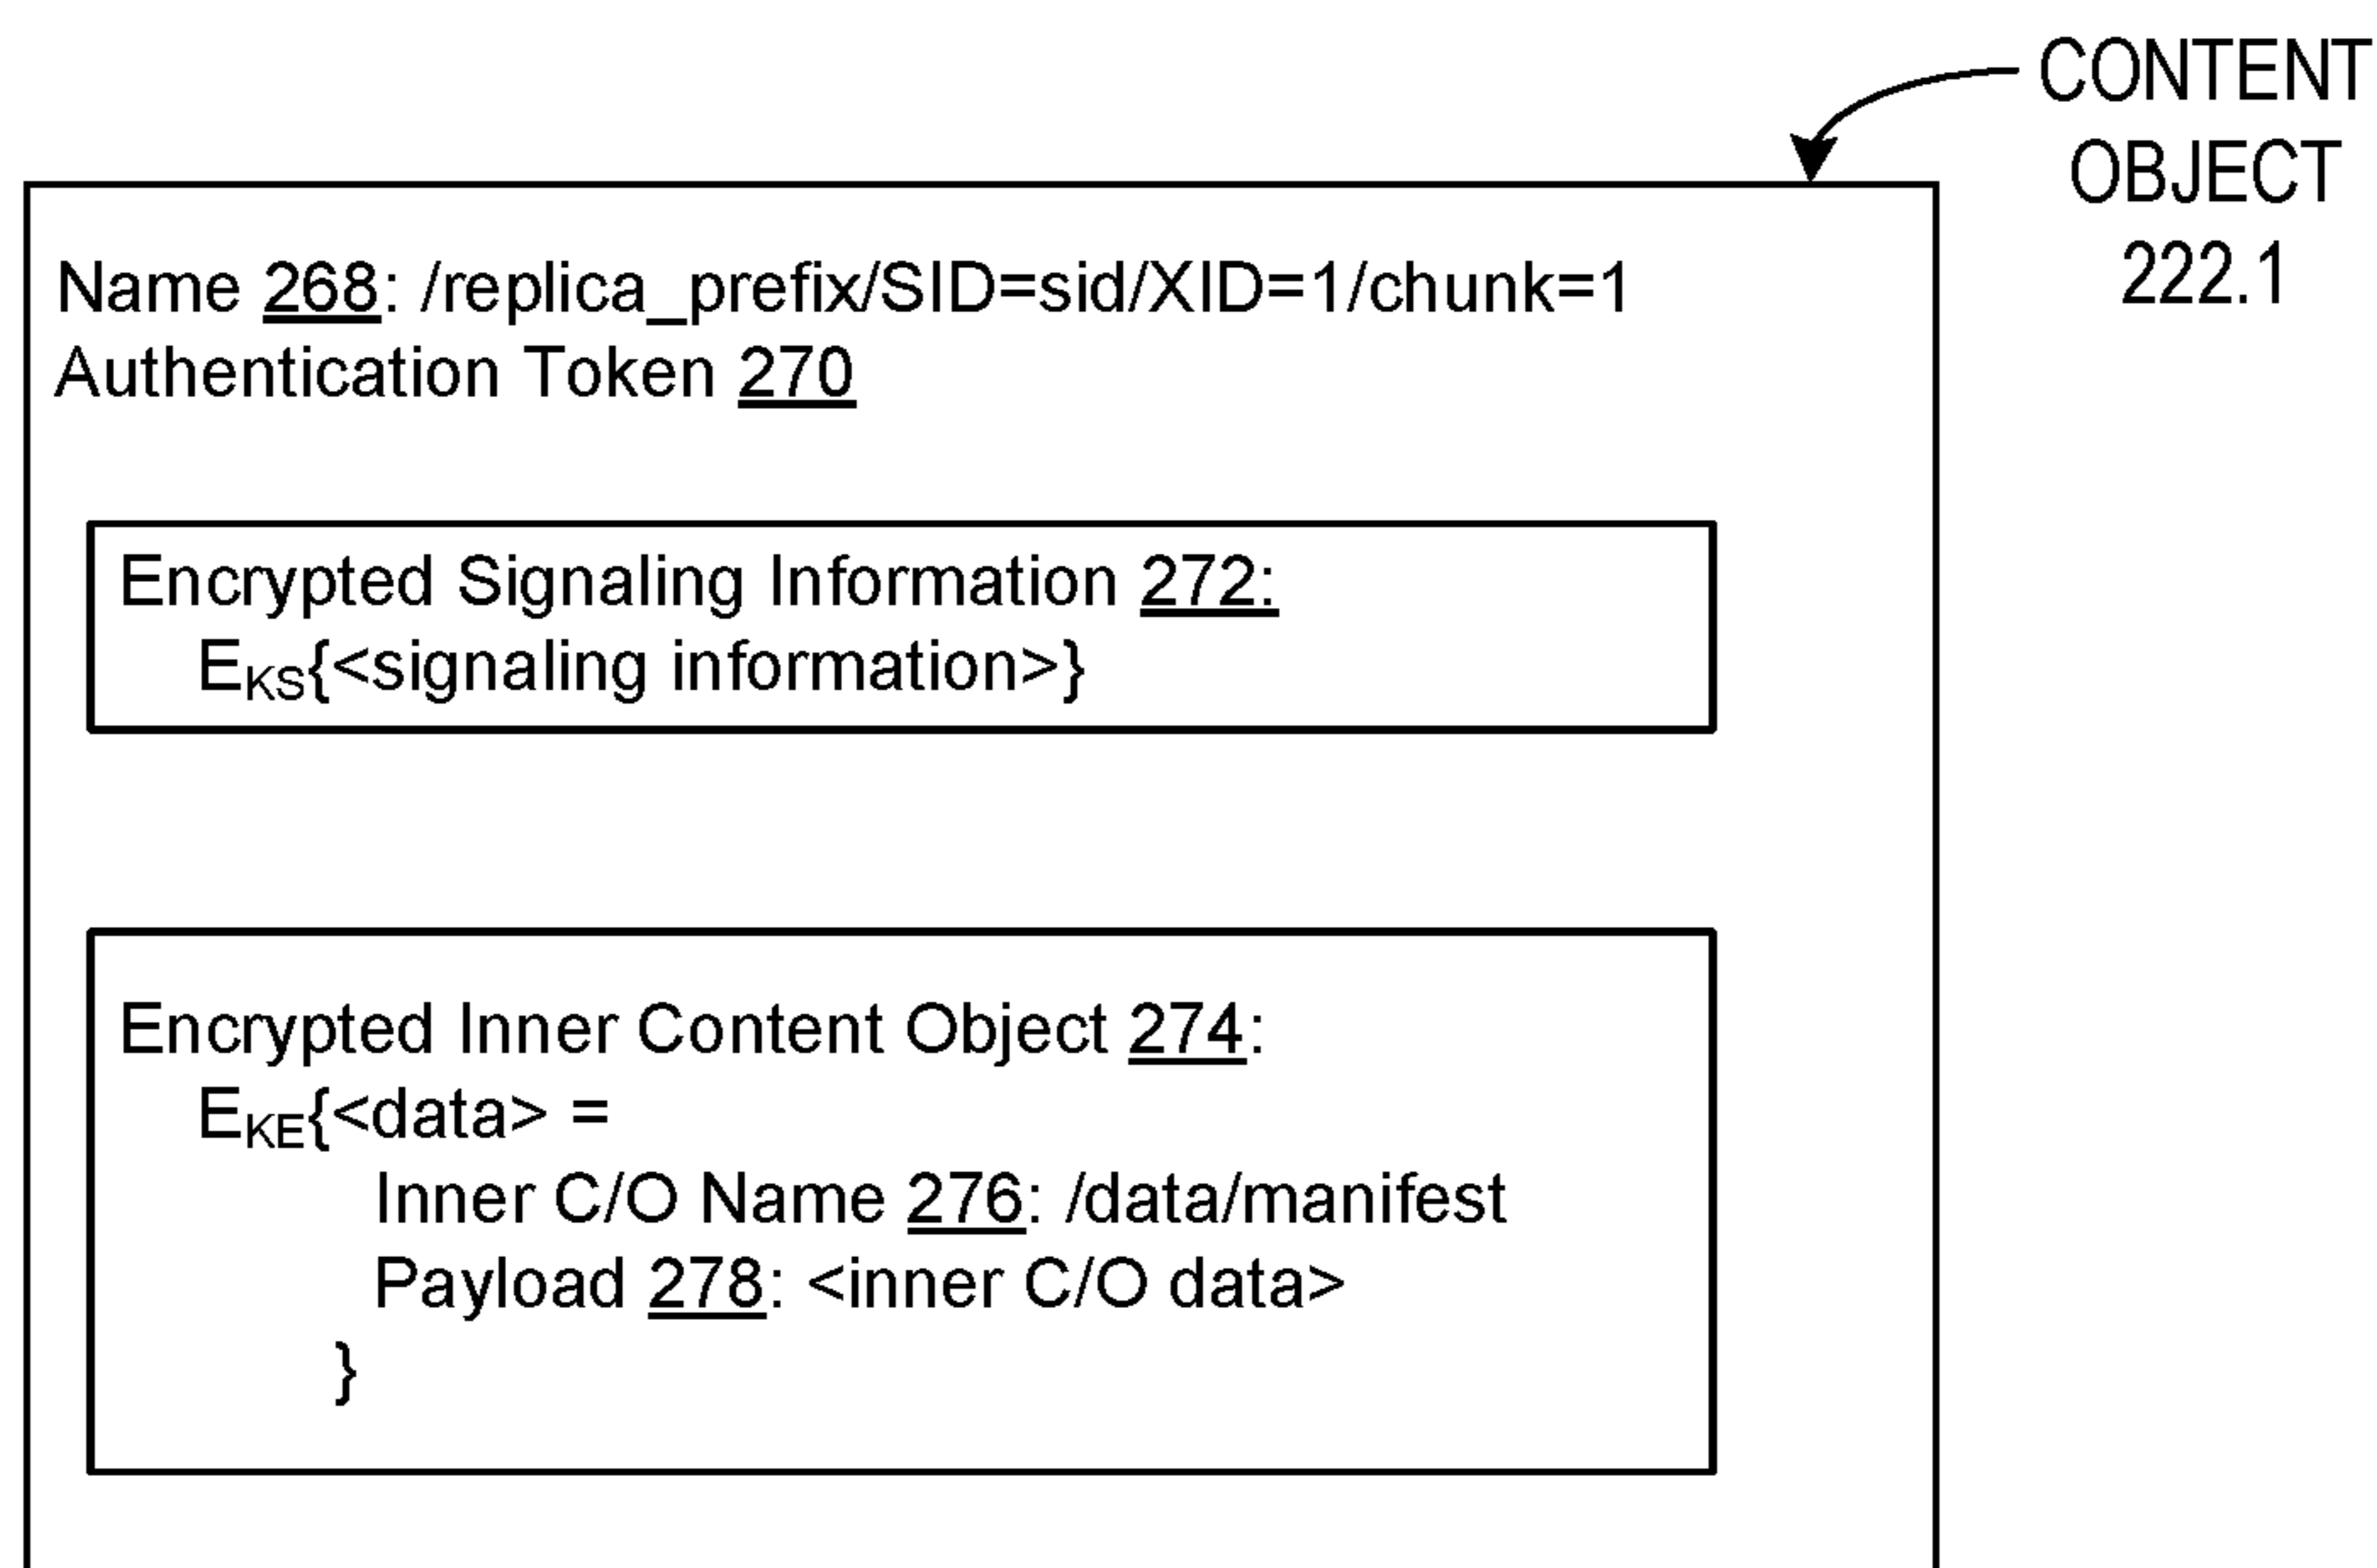 CONTENT
OBJECT
222.1
Name 268: /replica_prefix/SID=sid/XID=1/chunk=1
Authentication Token 270
Encrypted Signaling Information 272:
EKS{<signaling information>}
Encrypted Inner Content Object 274:
EKE{<data> =
Inner C/O Name 276: /data/manifest
Payload 278: <inner C/O data>
}